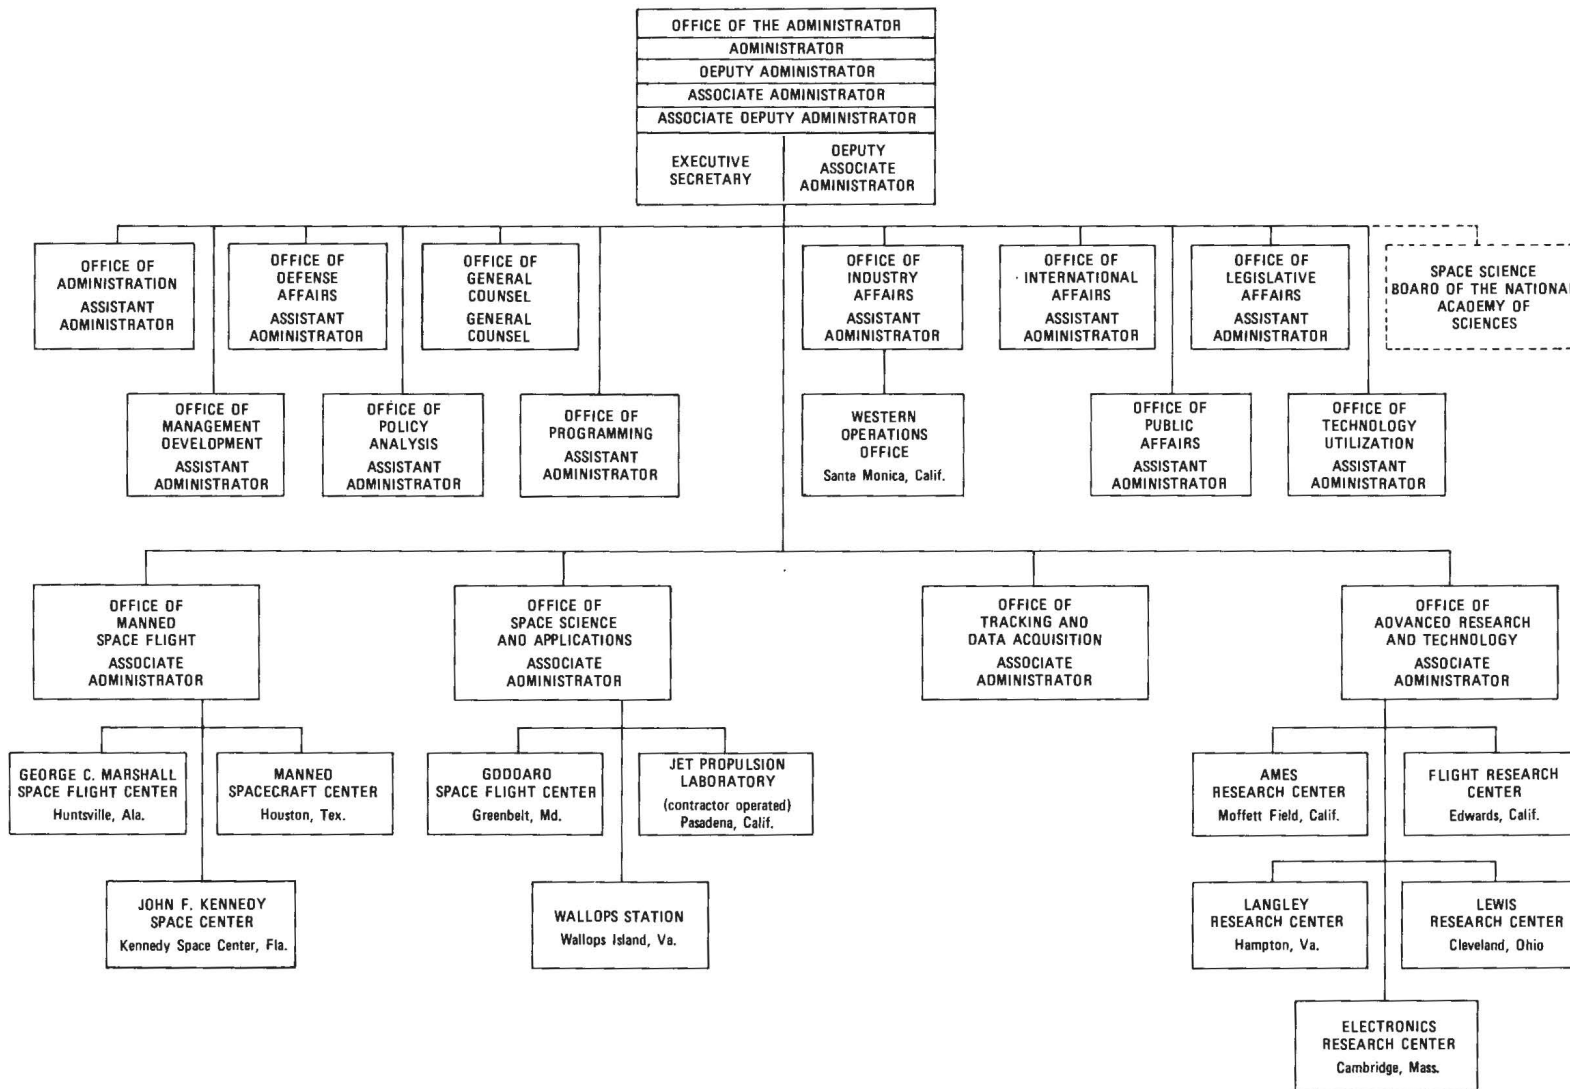 OFFICE OF THE ADMINISTRATOR
ADMINISTRATOR
DEPUTY ADMINISTRATOR
ASSOCIATE ADMINISTRATOR
ASSOCIATE DEPUTY ADMINISTRATOR
EXECUTIVE
SECRETARY
DEPUTY
ASSOCIATE
ADMINISTRATOR
OFFICE OF
ADMINISTRATION
ASSISTANT
ADMINISTRATOR
OFFICE OF
DEFENSE
AFFAIRS
ASSISTANT
ADMINISTRATOR
OFFICE OF
GENERAL
COUNSEL
GENERAL
COUNSEL
OFFICE OF
INDUSTRY
AFFAIRS
ASSISTANT
ADMINISTRATOR
OFFICE OF
INTERNATIONAL
AFFAIRS
ASSISTANT
ADMINISTRATOR
OFFICE OF
LEGISLATIVE
AFFAIRS
ASSISTANT
ADMINISTRATOR
SPACE SCIENCE
BOARD OF THE NATIONAL
ACADEMY OF
SCIENCES
OFFICE OF
MANAGEMENT
DEVELOPMENT
ASSISTANT
ADMINISTRATOR
OFFICE OF
POLICY
ANALYSIS
ASSISTANT
ADMINISTRATOR
OFFICE OF
PROGRAMMING
ASSISTANT
ADMINISTRATOR
WESTERN
OPERATIONS
OFFICE
Santa Monica, Calif.
OFFICE OF
PUBLIC
AFFAIRS
ASSISTANT
ADMINISTRATOR
OFFICE OF
TECHNOLOGY
UTILIZATION
ASSISTANT
ADMINISTRATOR
OFFICE OF
MANNED
SPACE FLIGHT
ASSOCIATE
ADMINISTRATOR
OFFICE OF
SPACE SCIENCE
AND APPLICATIONS
ASSOCIATE
ADMINISTRATOR
OFFICE OF
TRACKING AND
DATA ACQUISITION
ASSOCIATE
ADMINISTRATOR
OFFICE OF
ADVANCED RESEARCH
AND TECHNOLOGY
ASSOCIATE
ADMINISTRATOR
GEORGE C. MARSHALL
SPACE FLIGHT CENTER
Huntsville, Ala.
MANNED
SPACECRAFT CENTER
Houston, Tex.
GODDARD
SPACE FLIGHT CENTER
Greenbelt, Md.
JET PROPULSION
LABORATORY
(contractor operated)
Pasadena, Calif.
AMES
RESEARCH CENTER
Moffett Field, Calif.
FLIGHT RESEARCH
CENTER
Edwards, Calif.
JOHN F. KENNEDY
SPACE CENTER
Kennedy Space Center, Fla.
WALLOPS STATION
Wallops Island, Va.
LANGLEY
RESEARCH CENTER
Hampton, Va.
LEWIS
RESEARCH CENTER
Cleveland, Ohio
ELECTRONICS
RESEARCH CENTER
Cambridge, Mass.